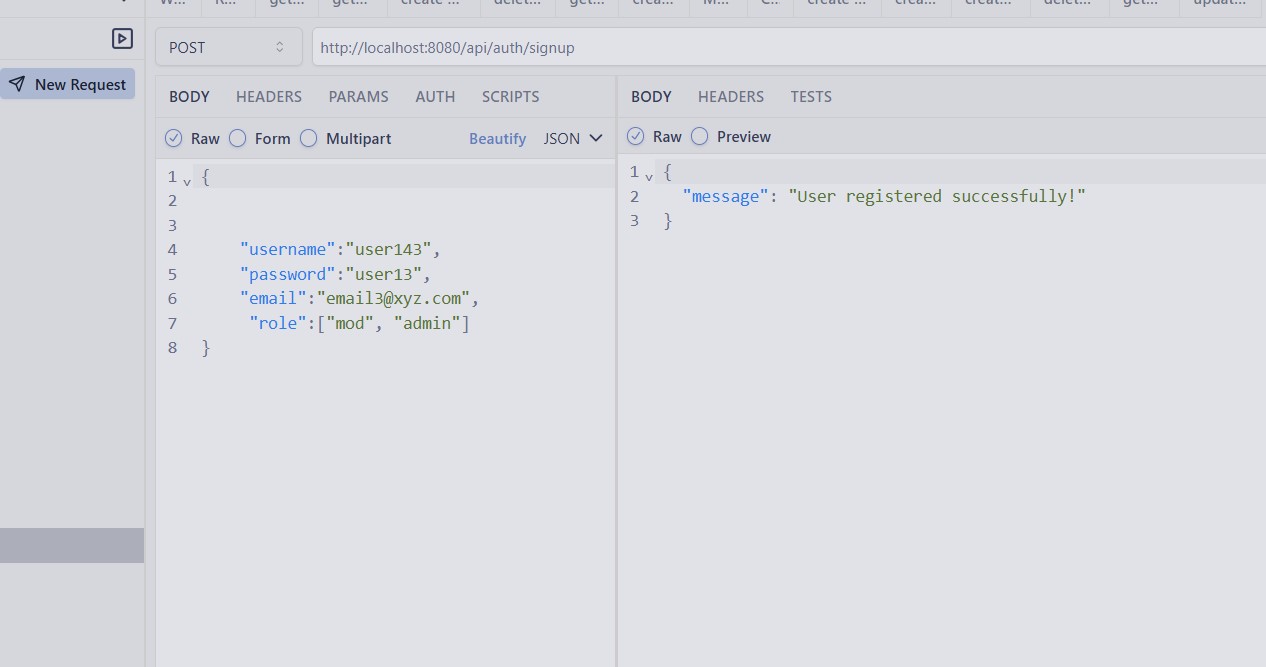 W... R... get... get... create ... delet... get... crea... M... C... create ... crea... creat... delet... get... updat...
POST
http://localhost:8080/api/auth/signup
New Request
BODY HEADERS PARAMS AUTH SCRIPTS
Raw Form Multipart Beautify JSON
1 {
2
3
4 "username":"user143",
5 "password":"user13",
6 "email":"email3@xyz.com",
7 "role":["mod", "admin"]
8 }
BODY HEADERS TESTS
Raw Preview
1 {
2 "message": "User registered successfully!"
3 }